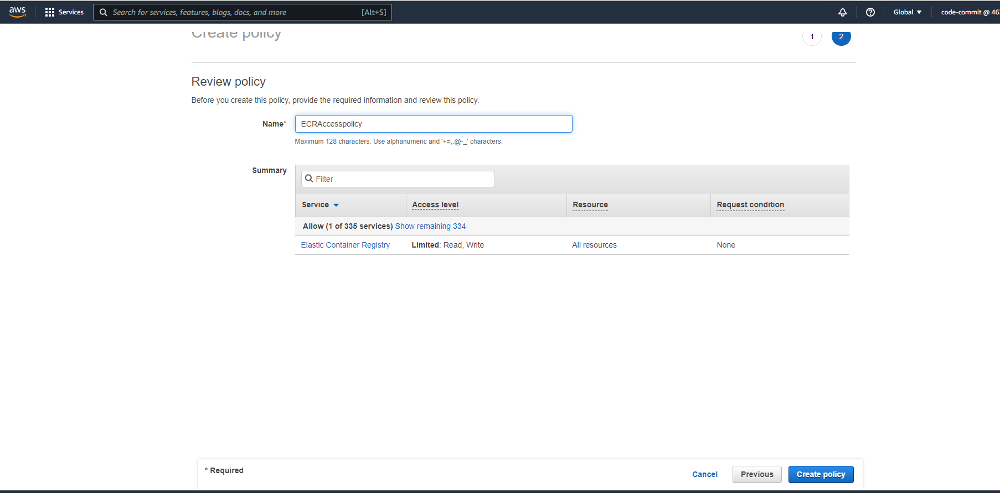 aws Services Search for services, features, blogs, docs, and more [Alt+S] Global ▼ code-commit @ 46
Create policy 1 2
Review policy
Before you create this policy, provide the required information and review this policy.
Name* ECRAccesspolicy
Maximum 128 characters. Use alphanumeric and '+=,.@-_' characters.
Summary Filter
Service Access level Resource Request condition
Allow (1 of 335 services) Show remaining 334
Elastic Container Registry Limited: Read, Write All resources None
* Required Cancel Previous Create policy